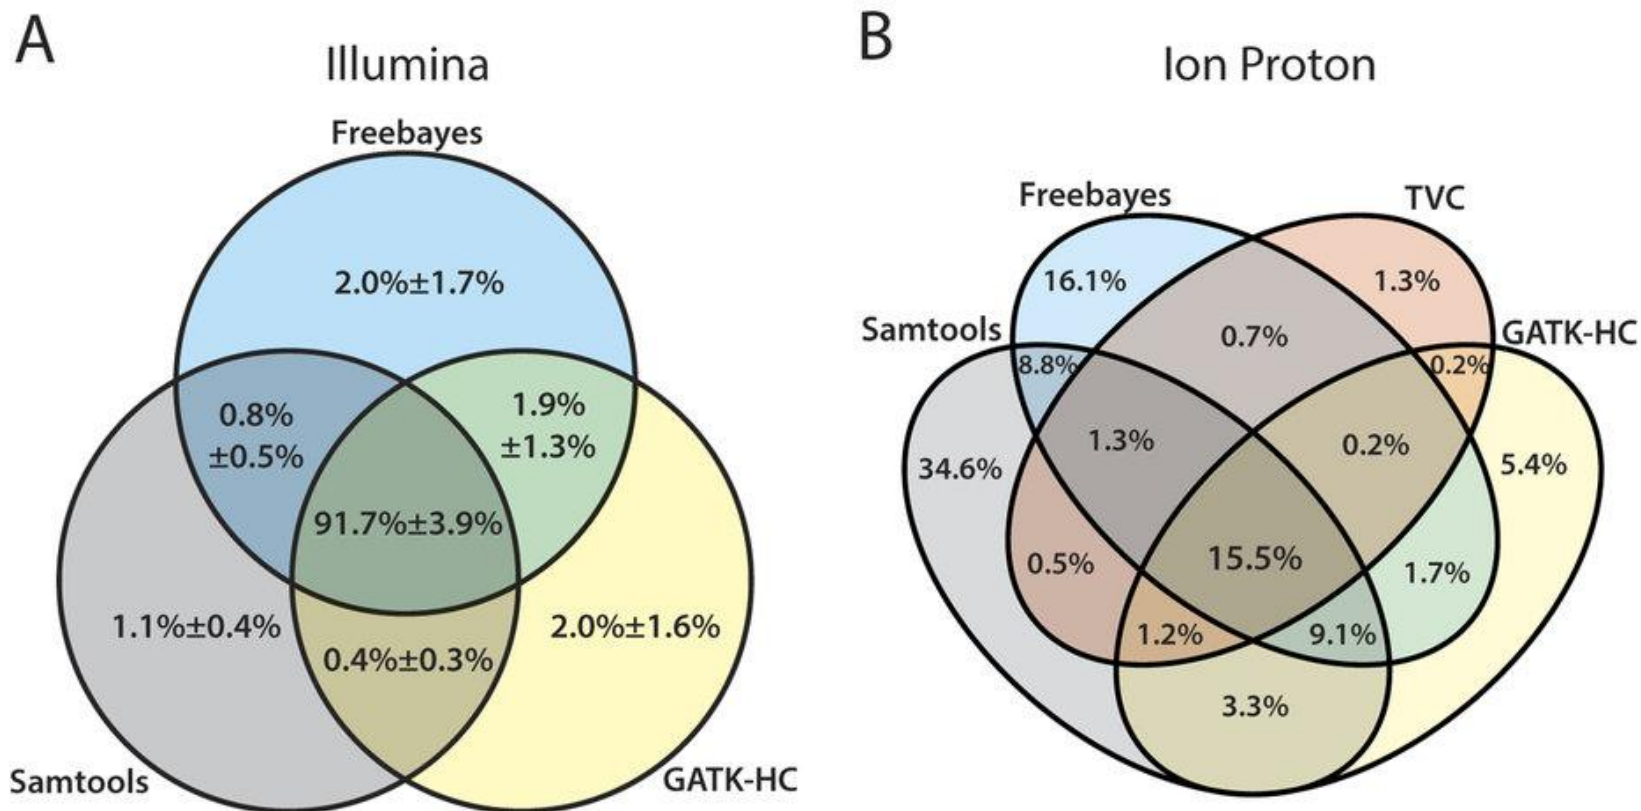 A
Illumina
Freebayes
2.0%±1.7%
0.8%
±0.5%
1.9%
±1.3%
91.7%±3.9%
1.1%±0.4%
2.0%±1.6%
0.4%±0.3%
Samtools
GATK-HC
B
Ion Proton
Freebayes
TVC
16.1%
1.3%
Samtools
GATK-HC
0.7%
8.8%
0.2%
1.3%
0.2%
34.6%
5.4%
0.5%
15.5%
1.7%
1.2%
9.1%
3.3%